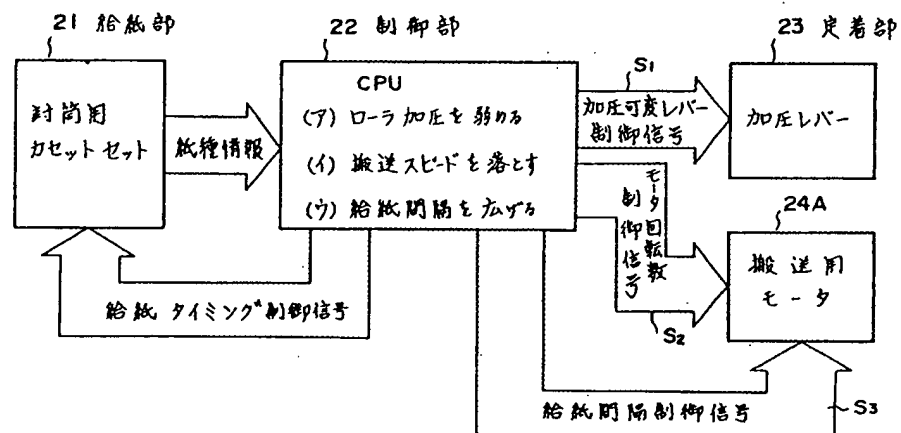 21 給紙部
22 制御部
23 定着部
封筒用
カセットセット
紙種情報
CPU
(ア) ローラ加圧を弱める
(イ) 搬送スピードを落とす
(ウ) 給紙間隔を広げる
S1
加圧可変レバー
制御信号
加圧レバー
モータ回転数
制御信号
S2
24A
搬送用
モータ
給紙タイミング制御信号
給紙間隔制御信号
S3